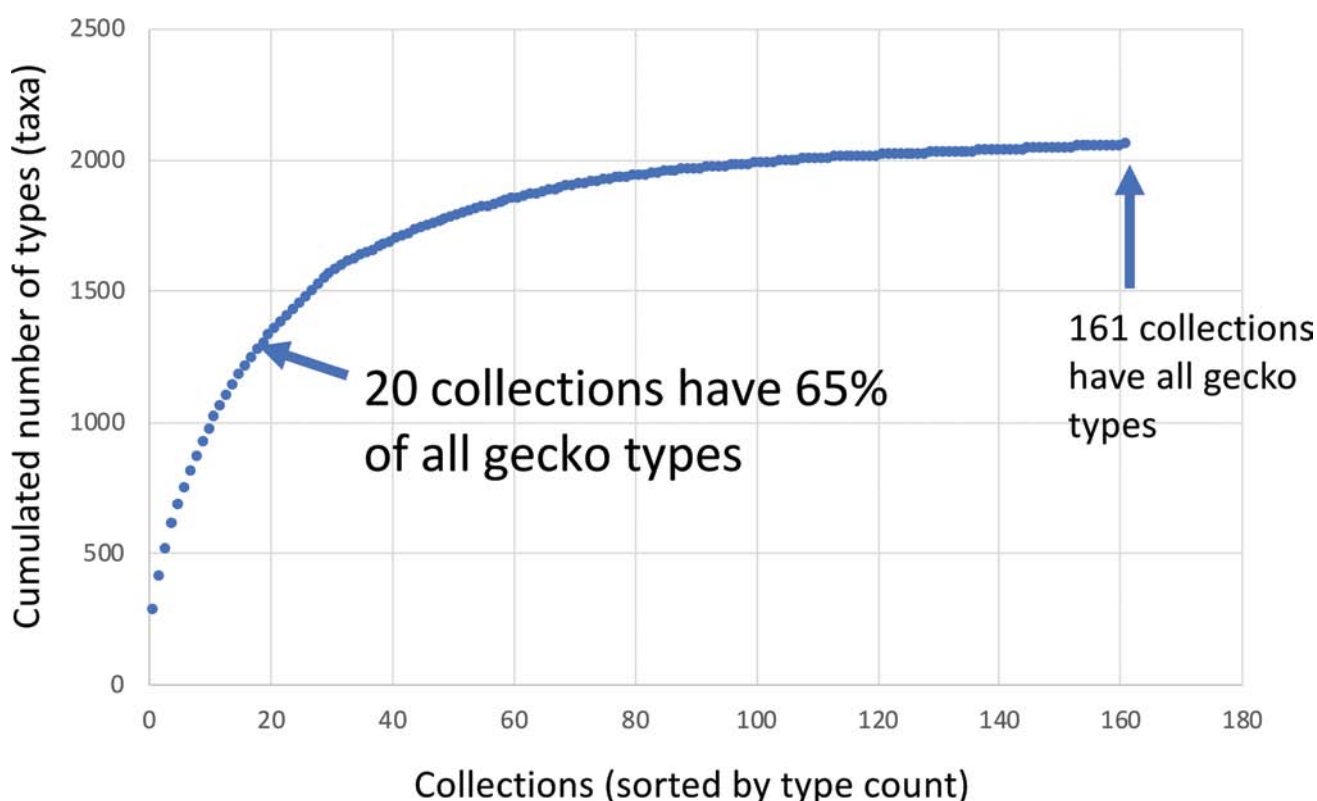 2500
2000
1500
1000
500
0
0 20 40 60 80 100 120 140 160 180
Cumulated number of types (taxa)
Collections (sorted by type count)
20 collections have 65%
of all gecko types
161 collections
have all gecko
types